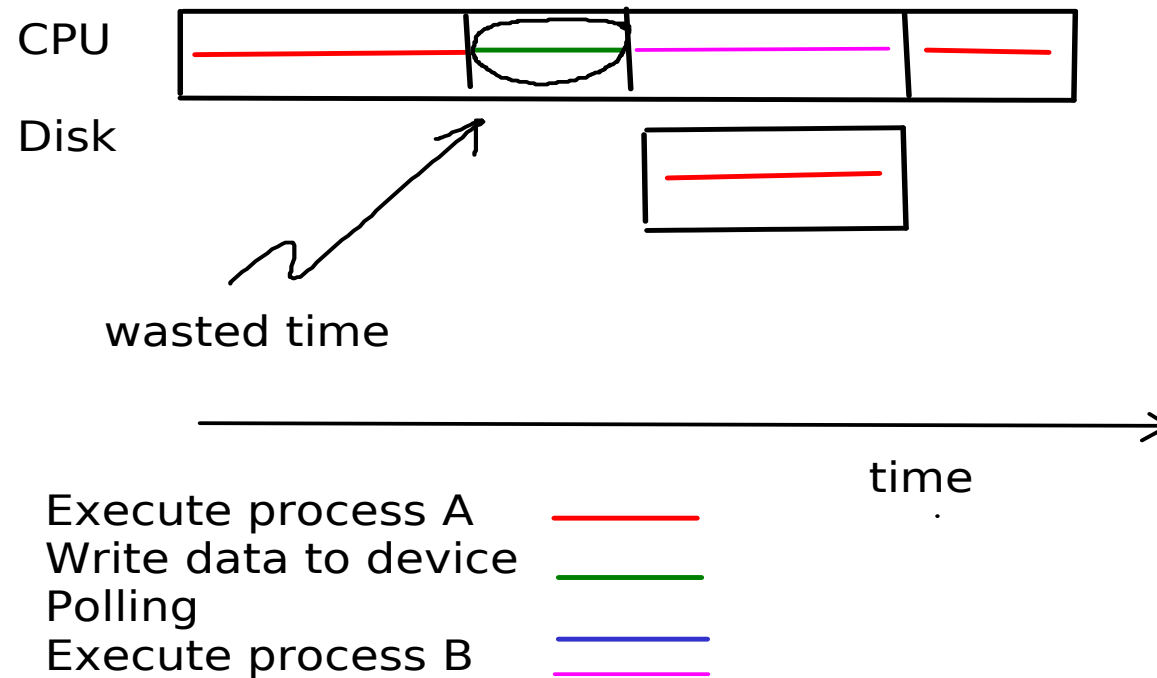 CPU
Disk
wasted time
time
Execute process A
Write data to device
Polling
Execute process B